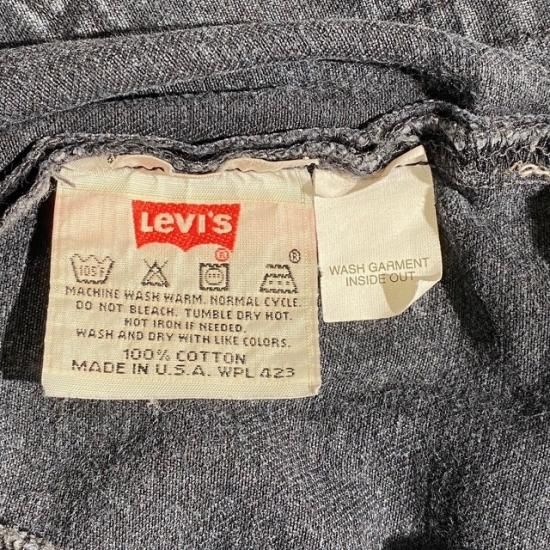 LEVI'S
®
105°F
®
MACHINE WASH WARM. NORMAL CYCLE.
DO NOT BLEACH. TUMBLE DRY HOT.
HOT IRON IF NEEDED.
WASH AND DRY WITH LIKE COLORS.
100% COTTON
MADE IN U.S.A. WPL 423
WASH GARMENT
INSIDE OUT